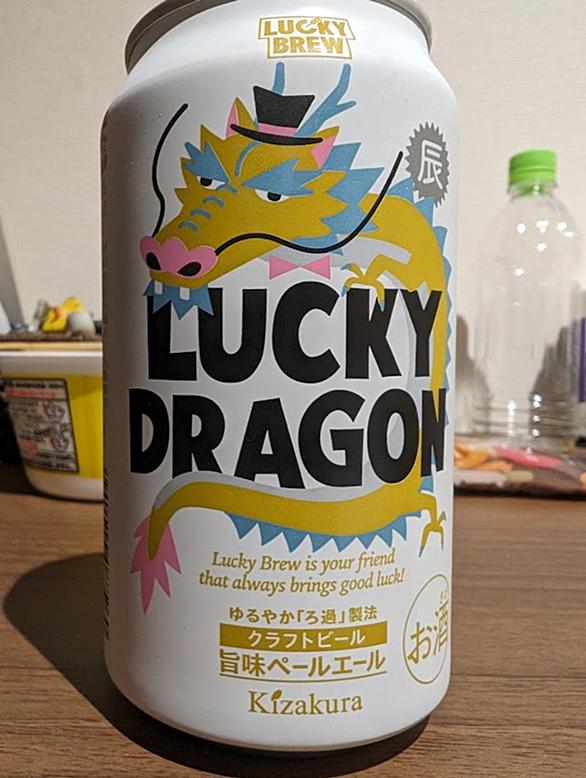 LUCKY
BREW
辰
LUCKY
DRAGON
Lucky Brew is your friend
that always brings good luck!
ゆるやか「ろ過」製法
クラフトビール
旨味ペールエール
お酒
Kizakura